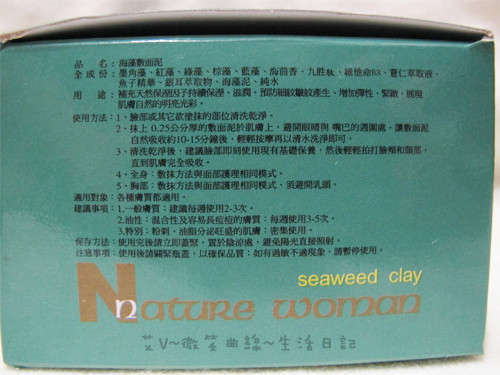 品　　名：海藻敷面泥
全 成 份：墨角藻、紅藻、綠藻、棕藻、藍藻、海茴香、九胜肽、維他命B3、薏仁萃取液、
魚子精華、鋸耳萃取物、海藻泥、純水
用　　途：補充天然保溼因子持續保溼、滋潤，預防細紋皺紋產生、增加彈性、緊緻，展現
肌膚自然的明亮光彩。
使用方法：1、臉部或其它欲塗抹的部位清洗乾淨。
2、抹上 0.25公分厚的敷面泥於肌膚上，避開眼睛與 嘴巴的週圍處。讓敷面泥
自然吸收約10-15分鐘後，輕輕按摩再以清水洗淨即可。
3、清洗乾淨後，建議臉部即刻使用現有基礎保養，然後輕輕拍打臉頰和臉部，
直到肌膚完全吸收。
4、全身：敷抹方法與面部護理相同模式。
5、胸部：敷抹方法與面部護理相同模式，須避開乳頭。
適用對象：各種膚質都適用。
建議事項：1.一般膚質：建議每週使用2-3次。
2.油性：混合性及容易長痘痘的膚質：每週使用3-5次。
3.特別：粉刺，油脂分泌旺盛的肌膚：密集使用。
保存方法：使用完後請立即蓋緊，置於陰涼處，避免陽光直接照射。
注意事項：使用後請關緊瓶蓋，以確保品質；如有過敏不適現象，請暫停使用。
seaweed clay
Nnature woman
艾V~微笑曲線~生活日記